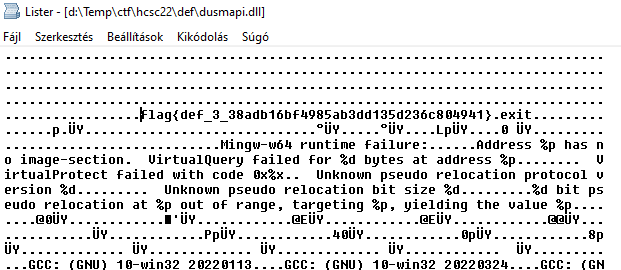 Lister - [d:\Temp\ctf\hcsc22\def\dusmapi.dll]
Fájl Szerkesztés Beállítások Kikódolás Súgó
....................................................................................
....................................................................................
....................................................................................
....................................................................................
...................flag{def_3_38adb16bf4985ab3dd135d236c804941}.exit..........
......p.ÜY.................................°ÜY......°ÜY....LpÜY....0 ÜY.......
..............................Mingw-w64 runtime failure:......Address %p has n
o image-section.  VirtualQuery failed for %d bytes at address %p........  V
irtualProtect failed with code 0x%x..  Unknown pseudo relocation protocol v
ersion %d.........  Unknown pseudo relocation bit size %d.........%d bit ps
eudo relocation at %p out of range, targeting %p, yielding the value %p....
....@0ÜY............■'ÜY............@EÜY............@EÜY............@@ÜY...
............ÜY............PpÜY............40ÜY............0pÜY............8p
ÜY............ ÜY............ ÜY............ ÜY............ ÜY............
....GCC: (GNU) 10-win32 20220113....GCC: (GNU) 10-win32 20220324....GCC: (GN